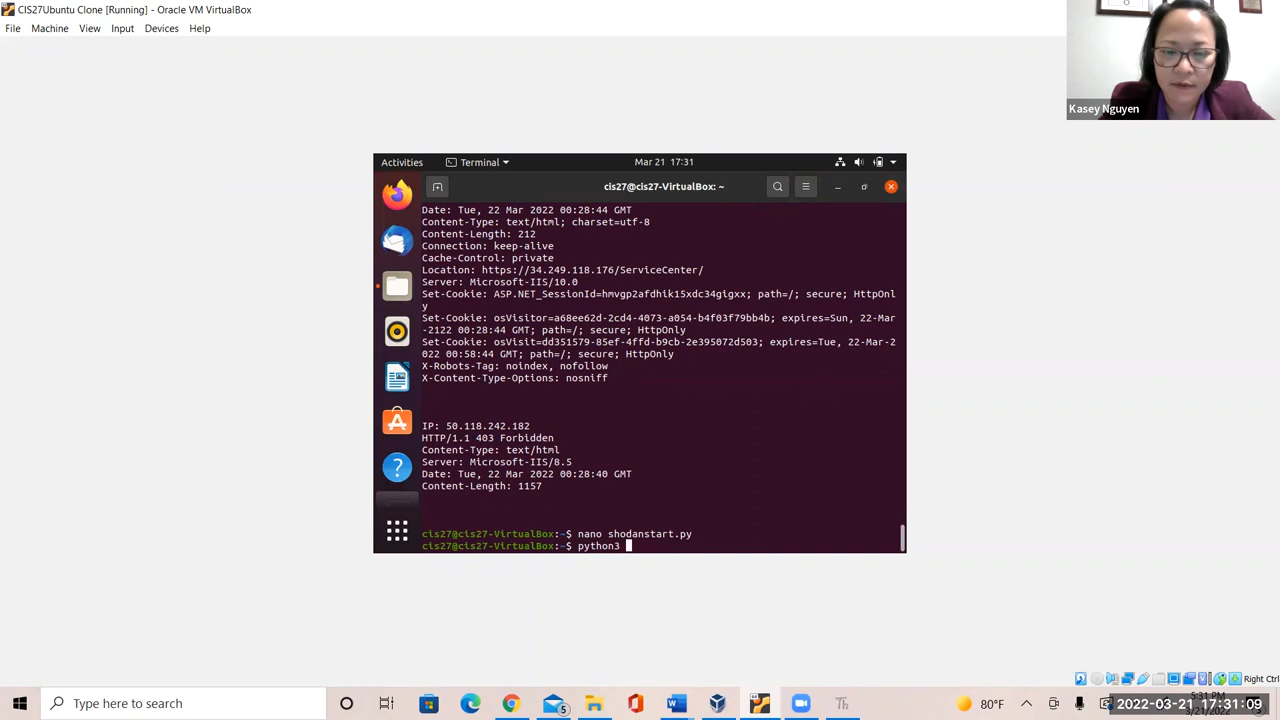 CIS27Ubuntu Clone [Running] - Oracle VM VirtualBox
File Machine View Input Devices Help
Kasey Nguyen
Activities Terminal Mar 21 17:31
cis27@cis27-VirtualBox: ~
Date: Tue, 22 Mar 2022 00:28:44 GMT
Content-Type: text/html; charset=utf-8
Content-Length: 212
Connection: keep-alive
Cache-Control: private
Location: https://34.249.118.176/ServiceCenter/
Server: Microsoft-IIS/10.0
Set-Cookie: ASP.NET_SessionId=hmvgp2afdhik15xdc34gigxx; path=/; secure; HttpOnl
y
Set-Cookie: osVisitor=a68ee62d-2cd4-4073-a054-b4f03f79bb4b; expires=Sun, 22-Mar
-2122 00:28:44 GMT; path=/; secure; HttpOnly
Set-Cookie: osVisit=dd351579-85ef-4ffd-b9cb-2e395072d503; expires=Tue, 22-Mar-2
022 00:58:44 GMT; path=/; secure; HttpOnly
X-Robots-Tag: noindex, nofollow
X-Content-Type-Options: nosniff
IP: 50.118.242.182
HTTP/1.1 403 Forbidden
Content-Type: text/html
Server: Microsoft-IIS/8.5
Date: Tue, 22 Mar 2022 00:28:40 GMT
Content-Length: 1157
cis27@cis27-VirtualBox:~$ nano shodanstart.py
cis27@cis27-VirtualBox:~$ python3
Right Ctrl
Type here to search
5
80°F
5:31 PM
2022-03-21 17:31:09
3/21/2022